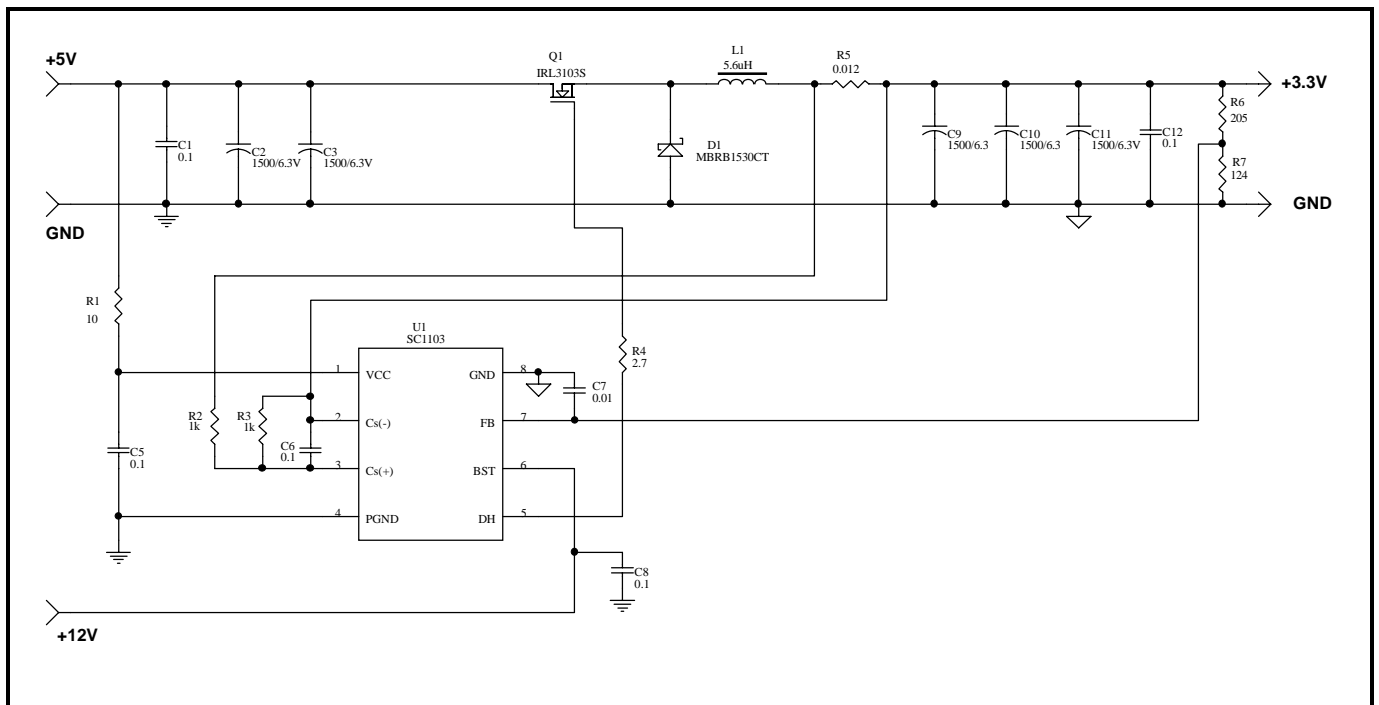 +5V
Q1
IRL3103S
L1
5.6uH
R5
0.012
+3.3V
R6
205
C1
0.1
C2
1500/6.3V
C3
1500/6.3V
D1
MBRB1530CT
C9
1500/6.3
C10
1500/6.3
C11
1500/6.3V
C12
0.1
R7
124
GND
GND
R1
10
U1
SC1103
R4
2.7
1
VCC
GND
8
C7
0.01
R2
1k
R3
1k
2
Cs(-)
FB
7
C5
0.1
C6
0.1
3
Cs(+)
BST
6
4
PGND
DH
5
C8
0.1
+12V